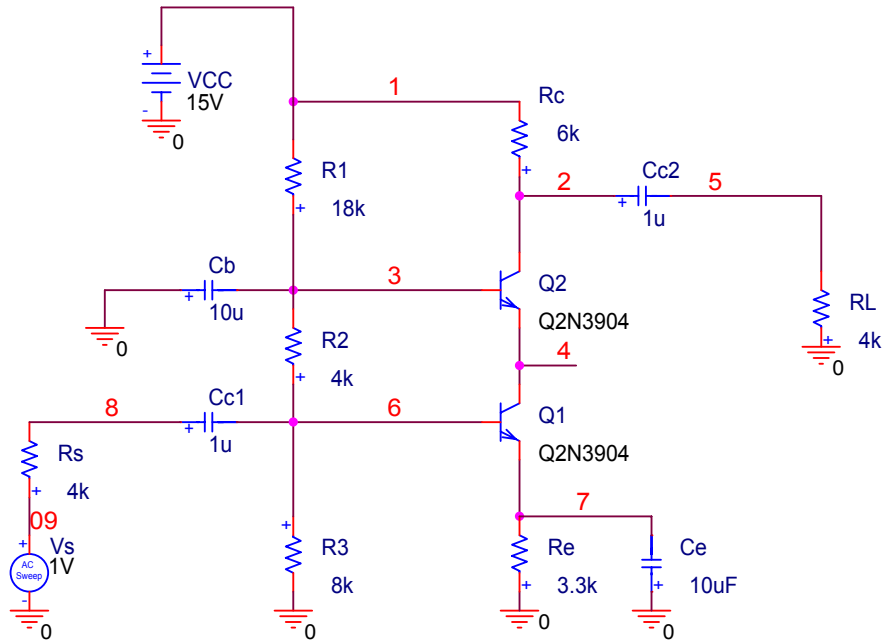 +
VCC
15V
-
0
1
Rc
6k
+
R1
18k
+
2
Cc2
+
1u
5
Cb
+
10u
0
3
Q2
Q2N3904
RL
4k
+
0
R2
4k
+
4
8
Cc1
+
1u
6
Q1
Q2N3904
Rs
4k
+
09
Vs
1V
+
AC
Sweep
-
0
+
R3
8k
0
7
Re
3.3k
+
0
Ce
10uF
+
0